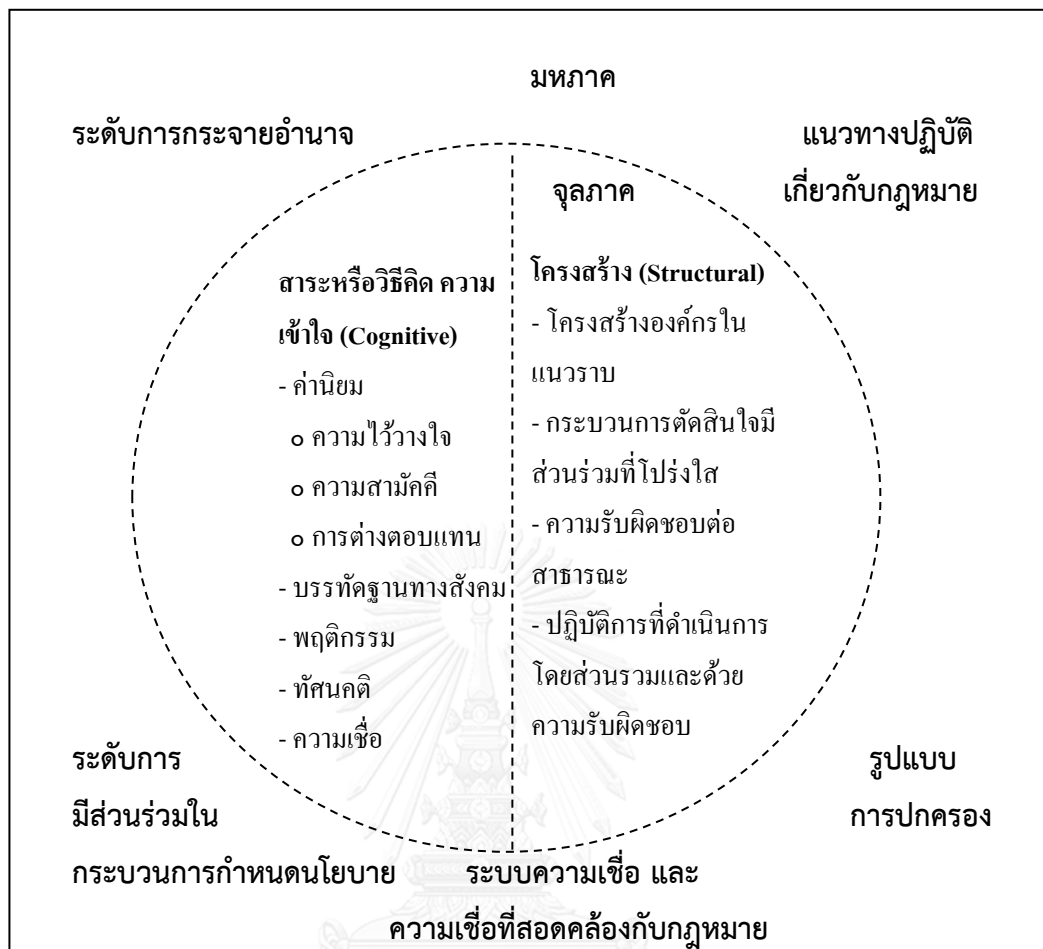 มหภาค
ระดับการกระจายอำนาจ
แนวทางปฏิบัติ
เกี่ยวกับกฎหมาย
จุลภาค
สาระหรือวิธีคิด ความ
เข้าใจ (Cognitive)
- ค่านิยม
o ความไว้วางใจ
o ความสามัคคี
o การต่างตอบแทน
- บรรทัดฐานทางสังคม
- พฤติกรรม
- ทัศนคติ
- ความเชื่อ
โครงสร้าง (Structural)
- โครงสร้างองค์กรใน
แนวราบ
- กระบวนการตัดสินใจมี
ส่วนร่วมที่โปร่งใส
- ความรับผิดชอบต่อ
สาธารณะ
- ปฏิบัติการที่ดำเนินการ
โดยส่วนรวมและด้วย
ความรับผิดชอบ
ระดับการ
มีส่วนร่วมใน
กระบวนการกำหนดนโยบาย
รูปแบบ
การปกครอง
ระบบความเชื่อ และ
ความเชื่อที่สอดคล้องกับกฎหมาย